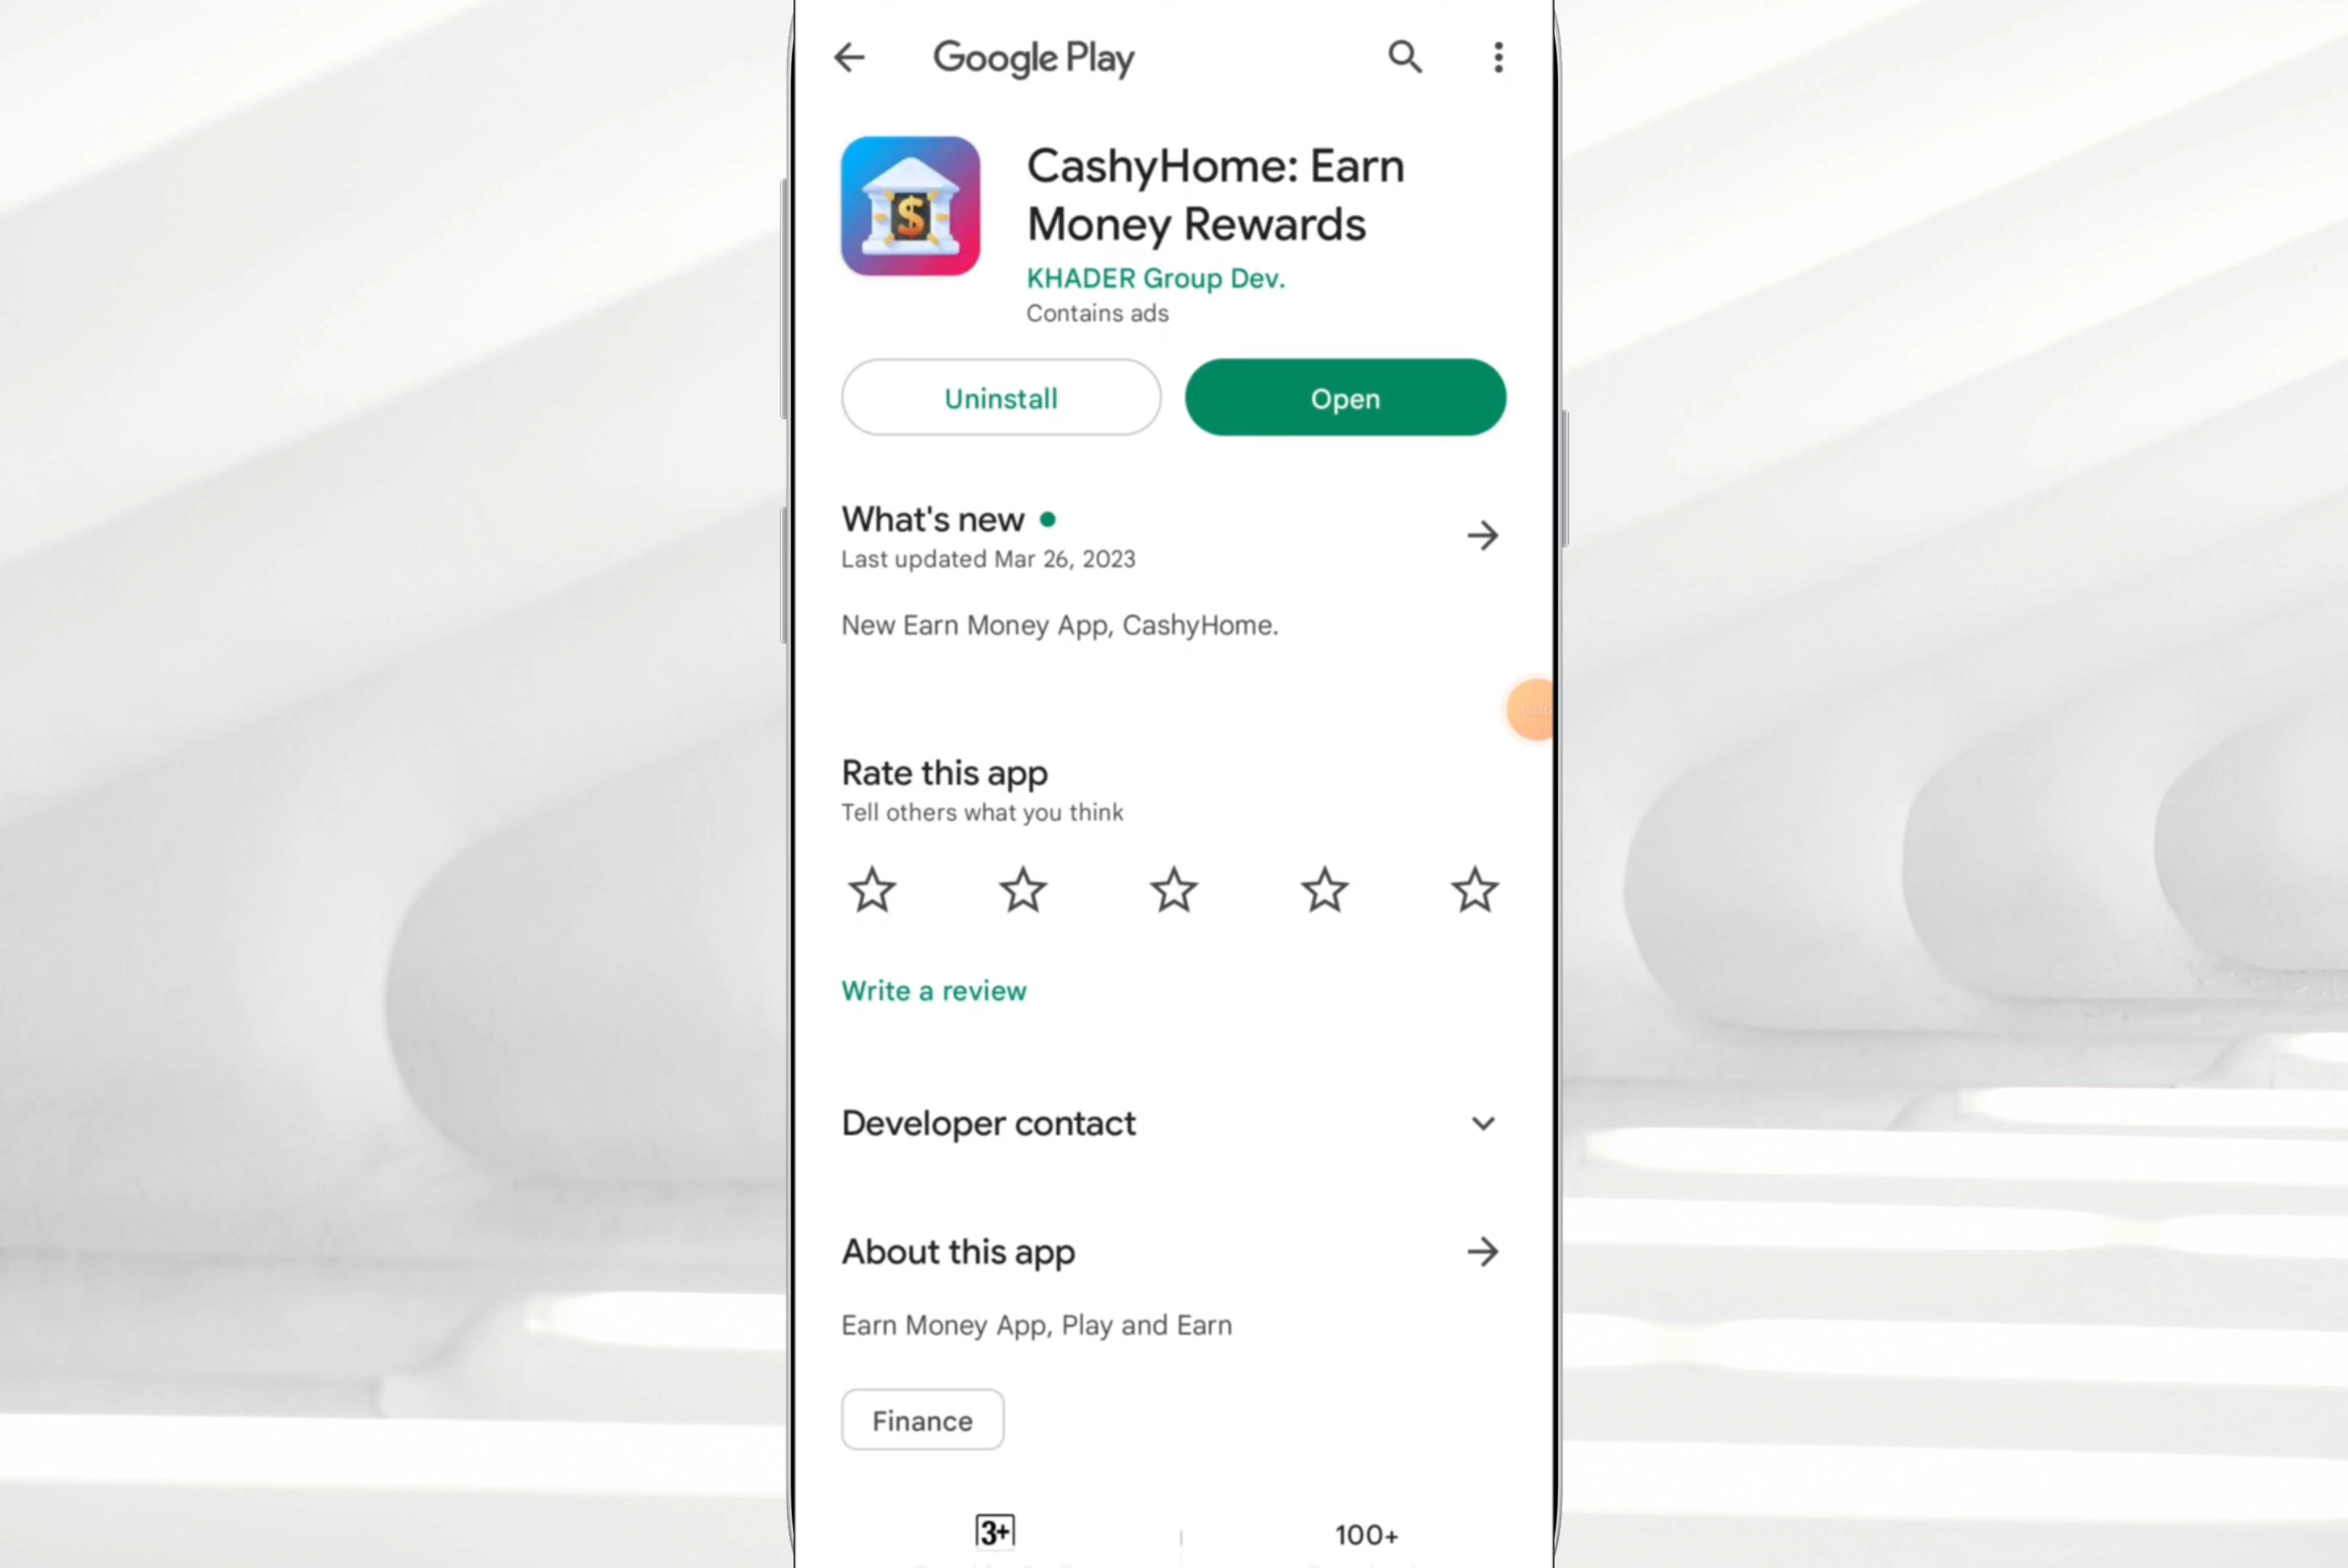 Google Play
CashyHome: Earn
Money Rewards
KHADER Group Dev.
Contains ads
Uninstall
Open
What's new
Last updated Mar 26, 2023
New Earn Money App, CashyHome.
Rate this app
Tell others what you think
Write a review
Developer contact
About this app
Earn Money App, Play and Earn
Finance
3+
100+